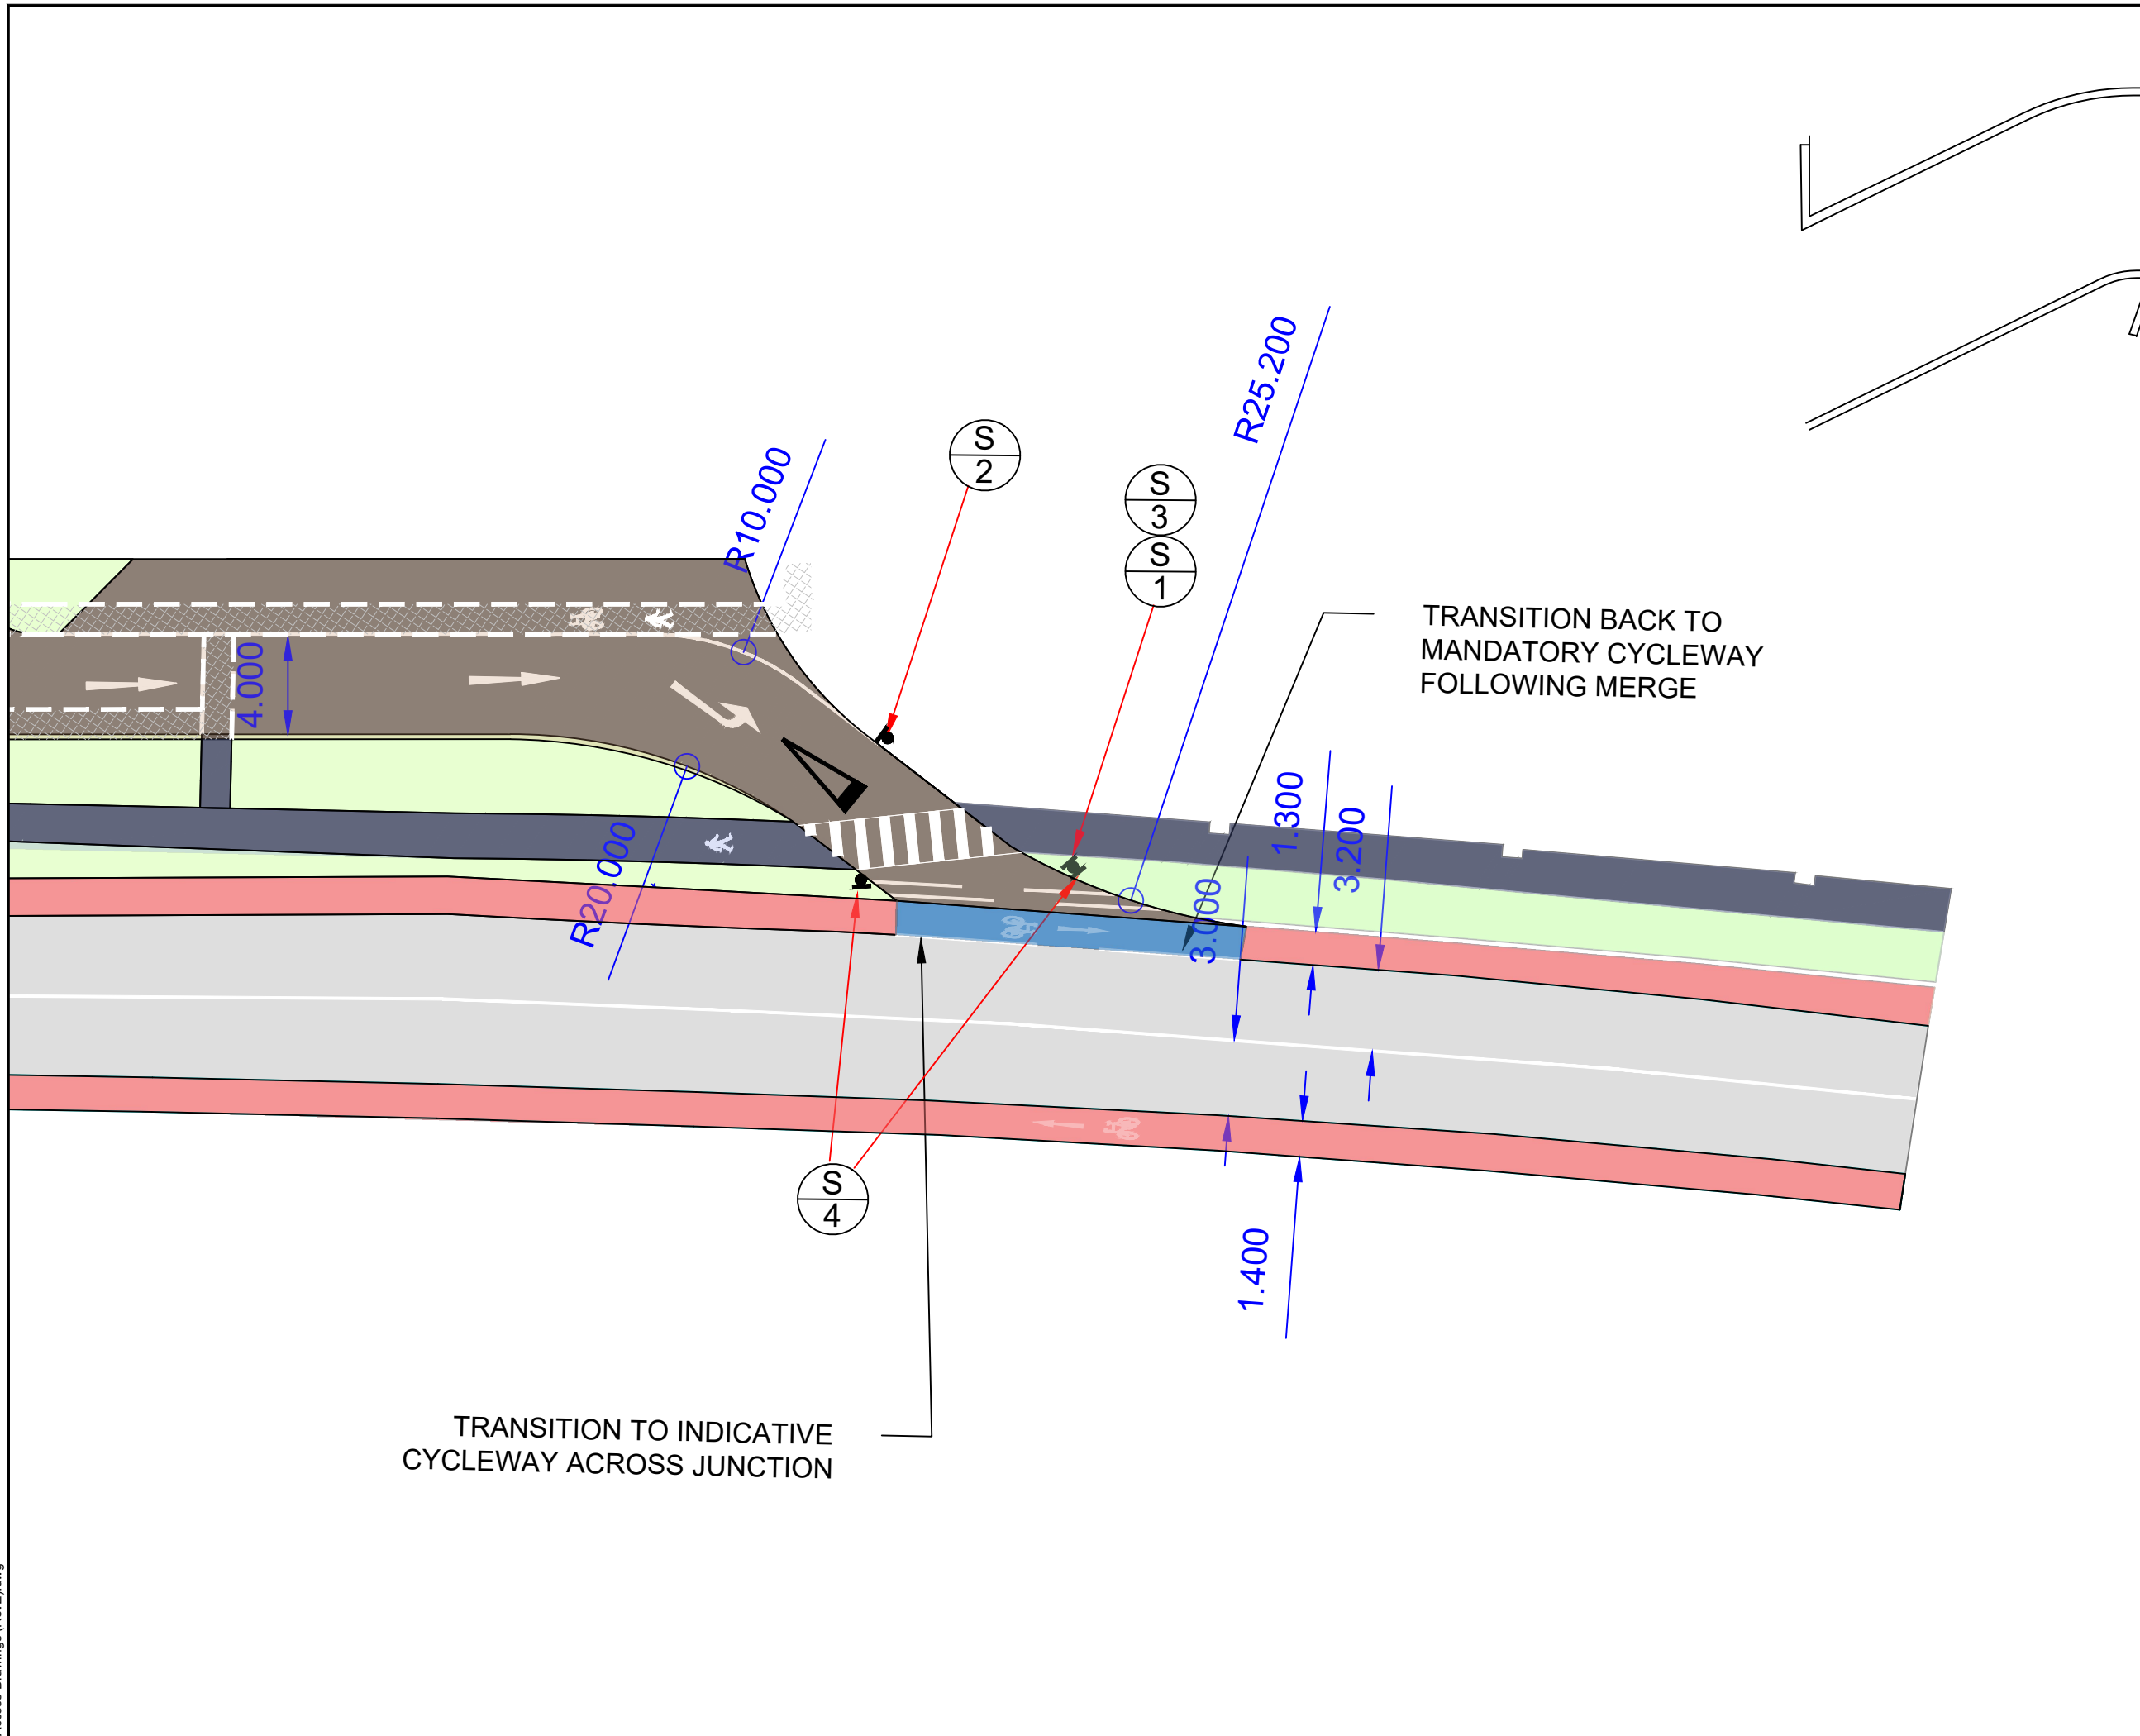 R25.200
S
2
R10.000
S
3
S
1
TRANSITION BACK TO
MANDATORY CYCLEWAY
FOLLOWING MERGE
4.000
1.300
3.200
R20.000
3.000
S
4
1.400
TRANSITION TO INDICATIVE
CYCLEWAY ACROSS JUNCTION